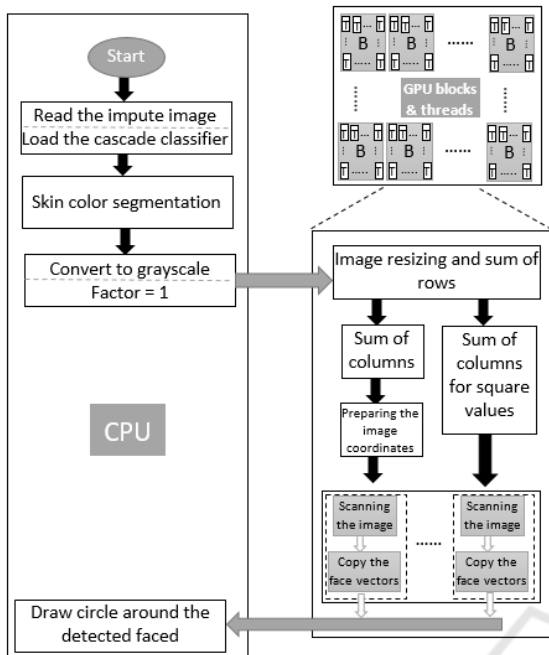 Start
Read the impute image
Load the cascade classifier
Skin color segmentation
Convert to grayscale
Factor = 1
CPU
Draw circle around the
detected faced
T T ... T T T ... T ...... T T ... T
B B B
T ..... T T ..... T T ..... T
GPU blocks
& threads
T T ... T T T ... T ...... T T ... T
B B B
T ..... T T ..... T T ..... T
Image resizing and sum of
rows
Sum of
columns
Sum of
columns
for square
values
Preparing the
image
coordinates
Scanning
the image
Copy the
face vectors
......
Scanning
the image
Copy the
face vectors